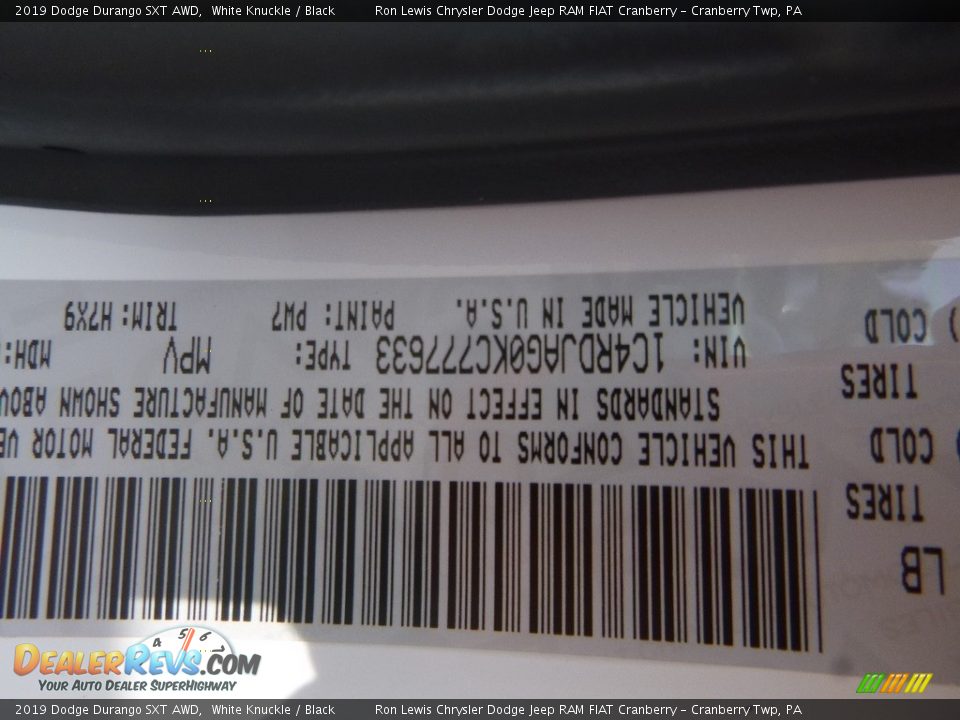 2019 Dodge Durango SXT AWD, White Knuckle / Black Ron Lewis Chrysler Dodge Jeep RAM FIAT Cranberry – Cranberry Twp, PA
LB
TIRES
COLD
TIRES
COLD
THIS VEHICLE CONFORMS TO ALL APPLICABLE U.S.A. FEDERAL MOTOR
STANDARDS IN EFFECT ON THE DATE OF MANUFACTURE SHOWN
VIN: 1C4RDJAG0KC777633 TYPE: MPV MDH:
VEHICLE MADE IN U.S.A. PAINT: PW7 TRIM: H7X9
4 5 6
DEALERREVS.COM
YOUR AUTO DEALER SUPERHIGHWAY
2019 Dodge Durango SXT AWD, White Knuckle / Black Ron Lewis Chrysler Dodge Jeep RAM FIAT Cranberry – Cranberry Twp, PA